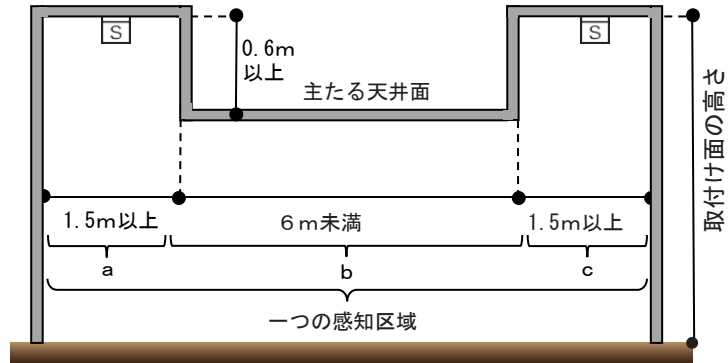 S
S
0.6m
以上
主たる天井面
取付け面の高さ
1.5m以上
6m未満
1.5m以上
a
b
c
一つの感知区域